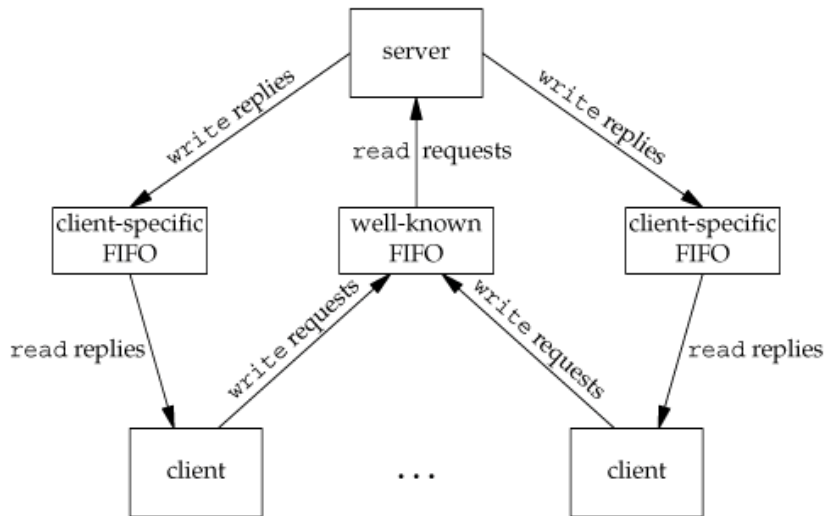 server
write replies
write replies
read requests
client-specific
FIFO
well-known
FIFO
client-specific
FIFO
read replies
write requests
write requests
read replies
client
...
client